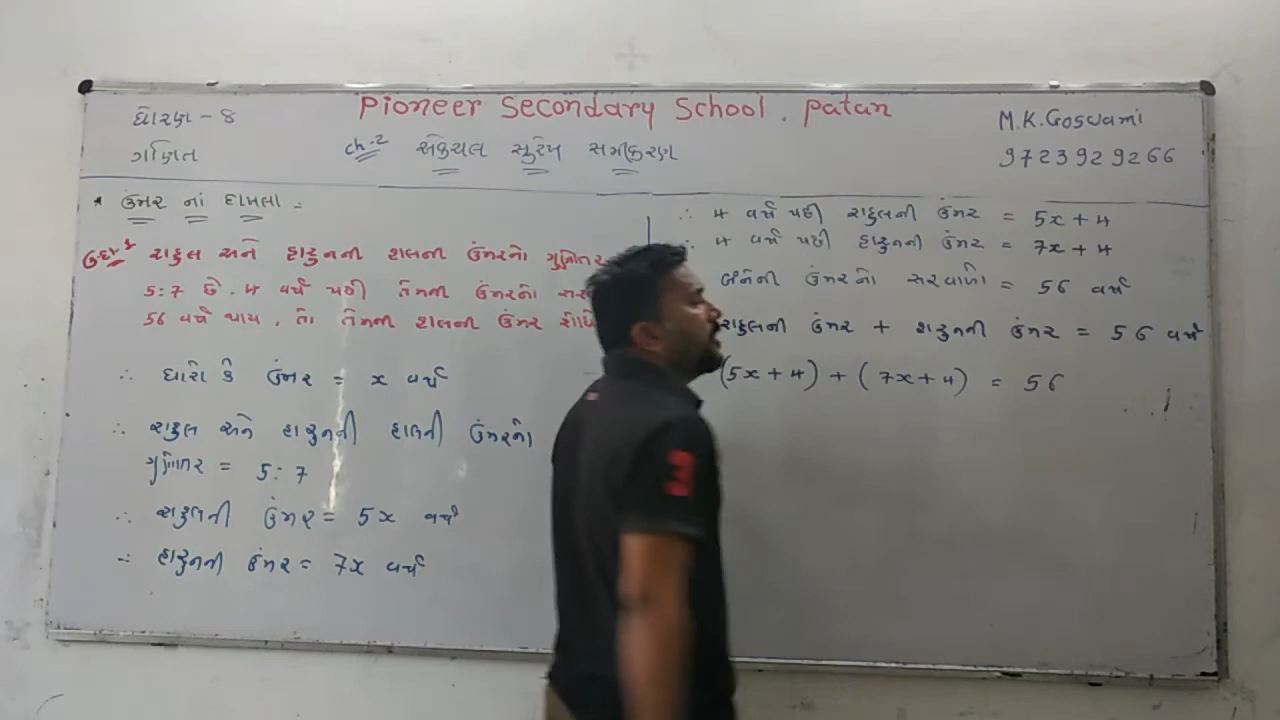 Pioneer Secondary School. Patan
ધોરણ - ૮
ગણિત
ch-2 એકચલ સુરેખ સમીકરણ
M.K.Goswami
9723929266
* ઉંમર નાં દાખલા :
ઉદા-1 રાહુલ અને હારુનની હાલની ઉંમરનો ગુણોત્તર
5:7 છે. 4 વર્ષ પછી તેમની ઉંમરનો
56 વર્ષ થાય, તો તેમની હાલની ઉંમર શોધો
∴ ધારો કે ઉંમર = x વર્ષ
∴ રાહુલ અને હારુનની હાલની ઉંમરનો
ગુણોત્તર = 5:7
∴ રાહુલની ઉંમર = 5x વર્ષ
∴ હારુનની ઉંમર = 7x વર્ષ
∴ 4 વર્ષ પછી રાહુલની ઉંમર = 5x + 4
∴ 4 વર્ષ પછી હારુનની ઉંમર = 7x + 4
બંનેની ઉંમરનો સરવાળો = 56 વર્ષ
રાહુલની ઉંમર + હારુનની ઉંમર = 56 વર્ષ
(5x + 4) + (7x + 4) = 56
3